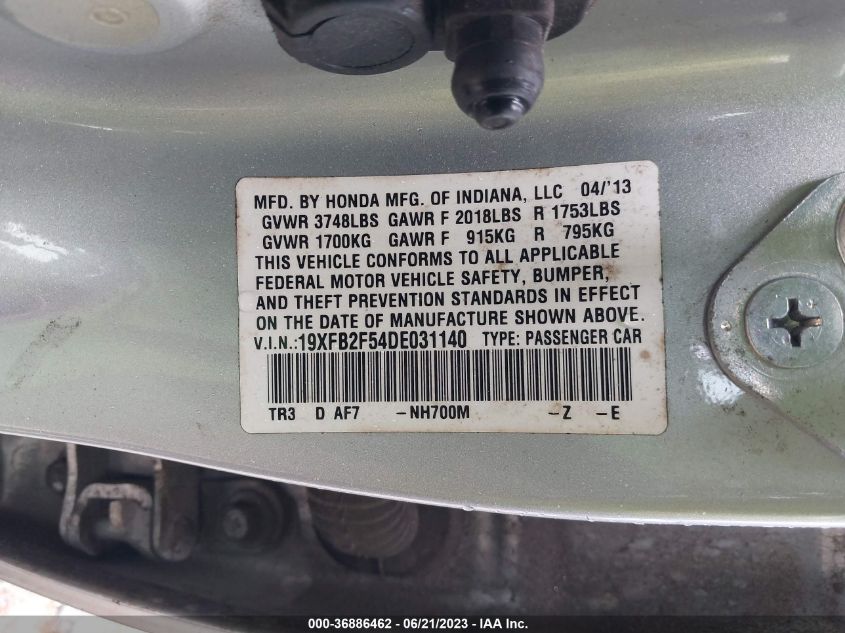 MFD. BY HONDA MFG. OF INDIANA, LLC 04/'13
GVWR 3748LBS GAWR F 2018LBS R 1753LBS
GVWR 1700KG GAWR F 915KG R 795KG
THIS VEHICLE CONFORMS TO ALL APPLICABLE
FEDERAL MOTOR VEHICLE SAFETY, BUMPER,
AND THEFT PREVENTION STANDARDS IN EFFECT
ON THE DATE OF MANUFACTURE SHOWN ABOVE.
V.I.N.:19XFB2F54DE031140 TYPE: PASSENGER CAR
TR3 D AF7 -NH700M -Z -E
000-36886462 - 06/21/2023 - IAA Inc.